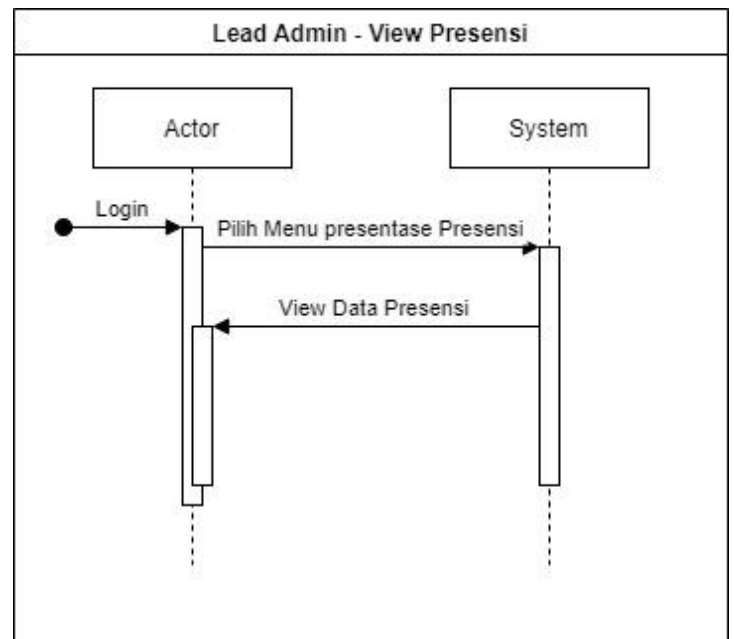 Lead Admin - View Presensi
Actor
System
Login
Pilih Menu presentase Presensi
View Data Presensi